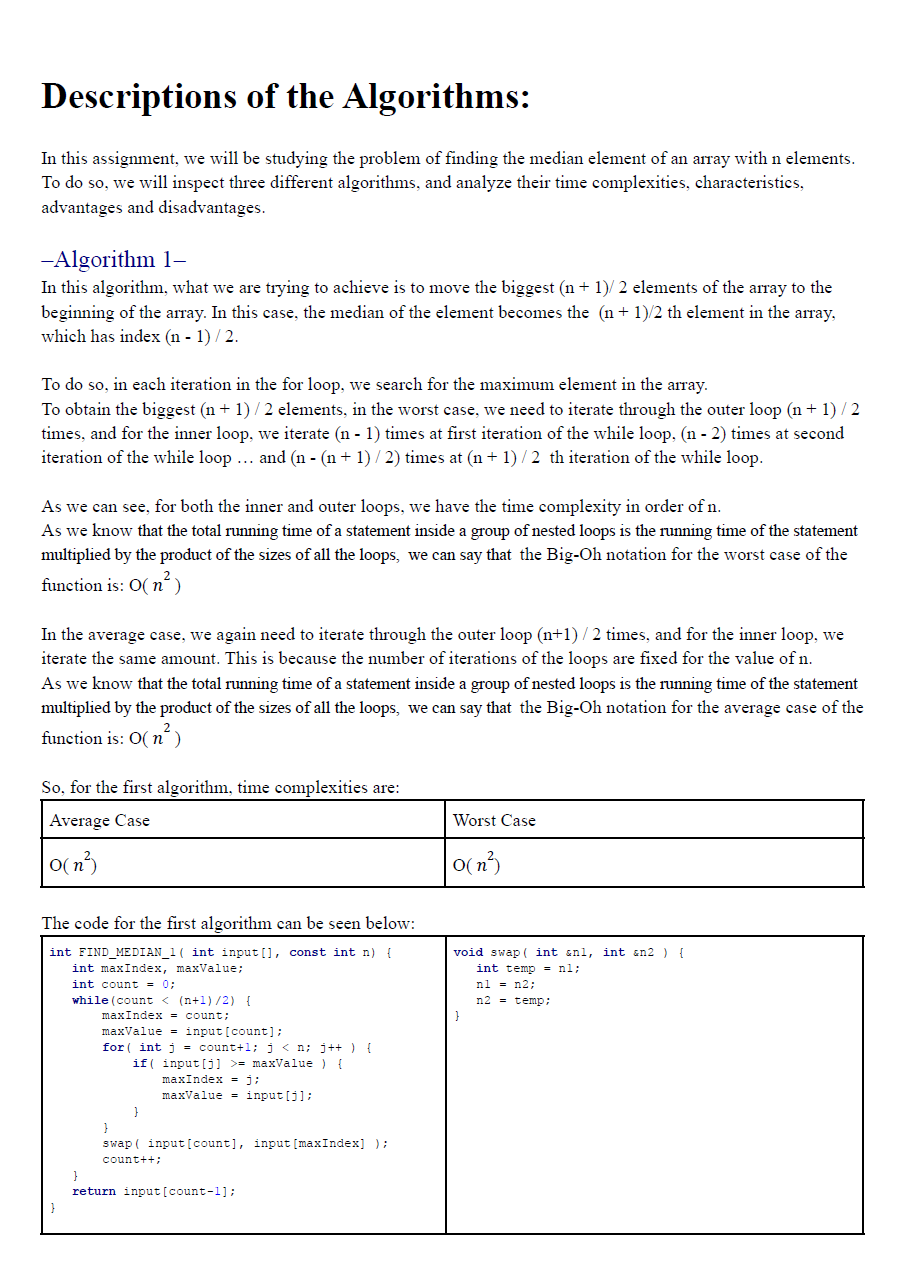 Descriptions of the Algorithms:
In this assignment, we will be studying the problem of finding the median element of an array with n elements.
To do so, we will inspect three different algorithms, and analyze their time complexities, characteristics,
advantages and disadvantages.
–Algorithm 1–
In this algorithm, what we are trying to achieve is to move the biggest (n + 1)/ 2 elements of the array to the
beginning of the array. In this case, the median of the element becomes the  (n + 1)/2 th element in the array,
which has index (n - 1) / 2.
To do so, in each iteration in the for loop, we search for the maximum element in the array.
To obtain the biggest (n + 1) / 2 elements, in the worst case, we need to iterate through the outer loop (n + 1) / 2
times, and for the inner loop, we iterate (n - 1) times at first iteration of the while loop, (n - 2) times at second
iteration of the while loop … and (n - (n + 1) / 2) times at (n + 1) / 2  th iteration of the while loop.
As we can see, for both the inner and outer loops, we have the time complexity in order of n.
As we know that the total running time of a statement inside a group of nested loops is the running time of the statement
multiplied by the product of the sizes of all the loops,  we can say that  the Big-Oh notation for the worst case of the
function is: O( n² )
In the average case, we again need to iterate through the outer loop (n+1) / 2 times, and for the inner loop, we
iterate the same amount. This is because the number of iterations of the loops are fixed for the value of n.
As we know that the total running time of a statement inside a group of nested loops is the running time of the statement
multiplied by the product of the sizes of all the loops,  we can say that  the Big-Oh notation for the average case of the
function is: O( n² )
So, for the first algorithm, time complexities are:
Average Case
Worst Case
O( n²)
O( n²)
The code for the first algorithm can be seen below:
int FIND_MEDIAN_1( int input[], const int n) {
int maxIndex, maxValue;
int count = 0;
while(count < (n+1)/2) {
maxIndex = count;
maxValue = input[count];
for( int j = count+1; j < n; j++ ) {
if( input[j] >= maxValue ) {
maxIndex = j;
maxValue = input[j];
}
}
swap( input[count], input[maxIndex] );
count++;
}
return input[count-1];
}
void swap( int &n1, int &n2 ) {
int temp = n1;
n1 = n2;
n2 = temp;
}